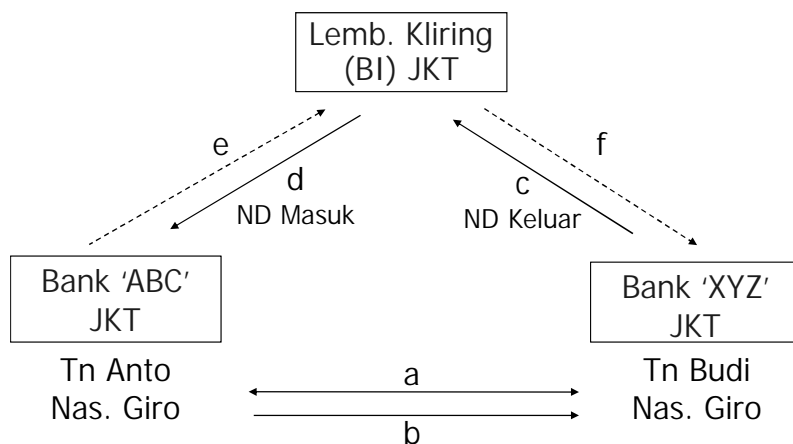 Lemb. Kliring
(BI) JKT
e
f
d
c
ND Masuk
ND Keluar
Bank ‘ABC’
JKT
Bank ‘XYZ’
JKT
Tn Anto
Nas. Giro
a
Tn Budi
Nas. Giro
b